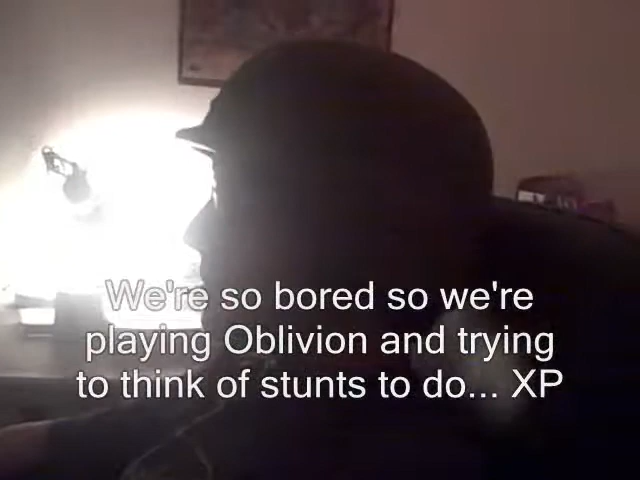 We're so bored so we're
playing Oblivion and trying
to think of stunts to do... XP